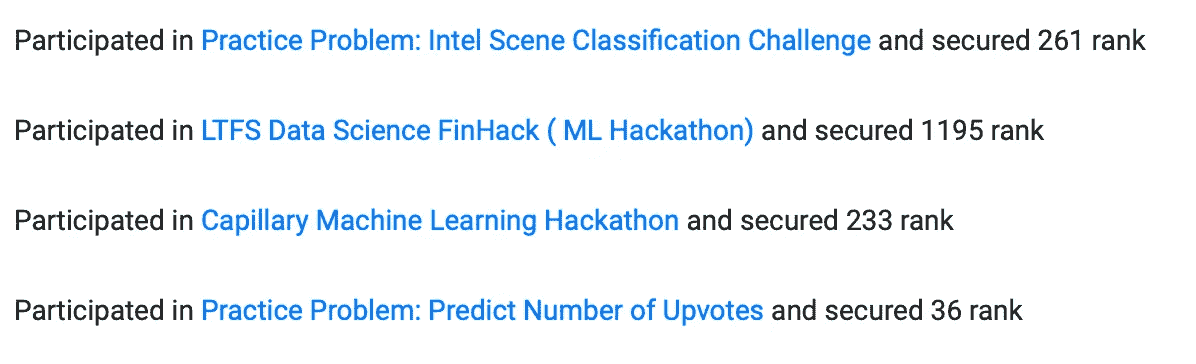 Participated in Practice Problem: Intel Scene Classification Challenge and secured 261 rank
Participated in LTFS Data Science FinHack ( ML Hackathon) and secured 1195 rank
Participated in Capillary Machine Learning Hackathon and secured 233 rank
Participated in Practice Problem: Predict Number of Upvotes and secured 36 rank